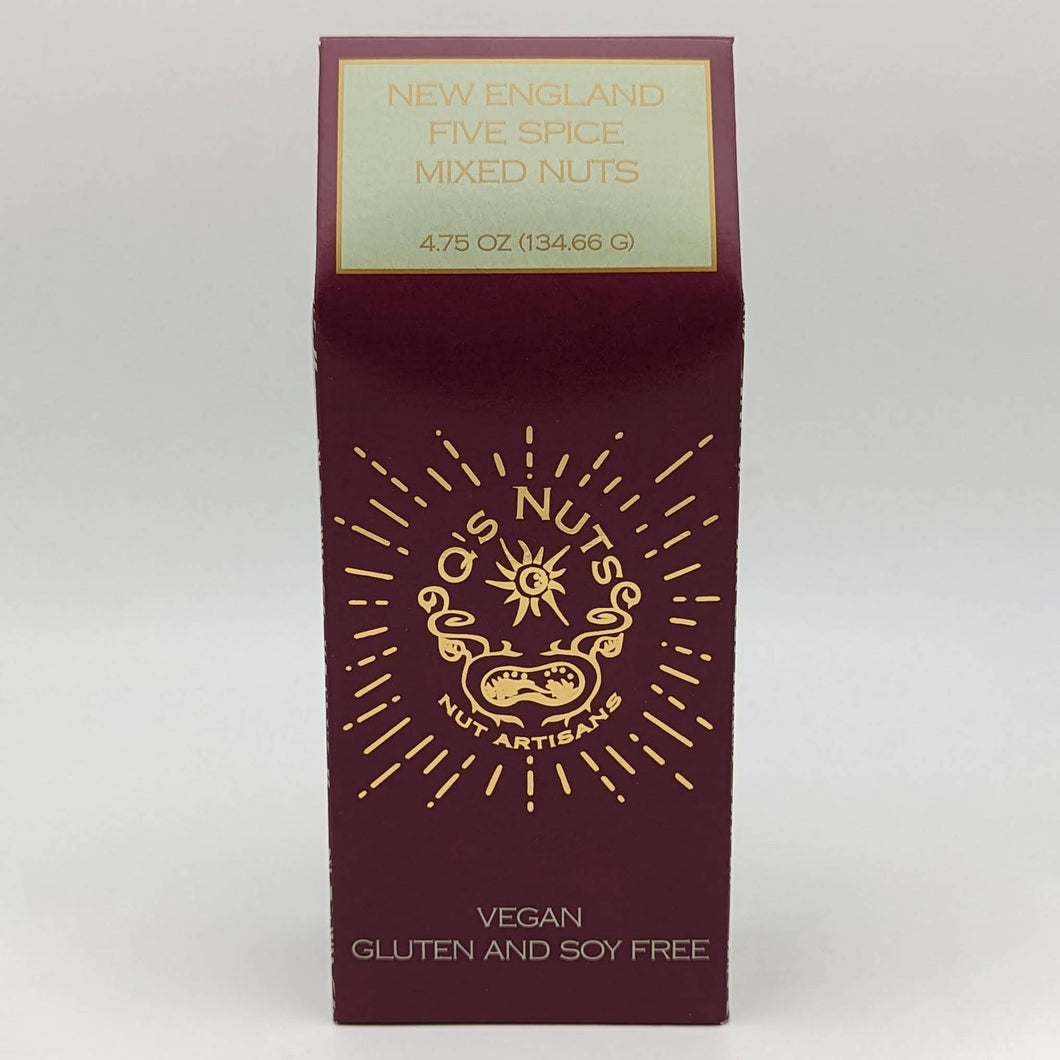 NEW ENGLAND
FIVE SPICE
MIXED NUTS
4.75 OZ (134.66 G)
Q'S NUTS
NUT ARTISANS
VEGAN
GLUTEN AND SOY FREE